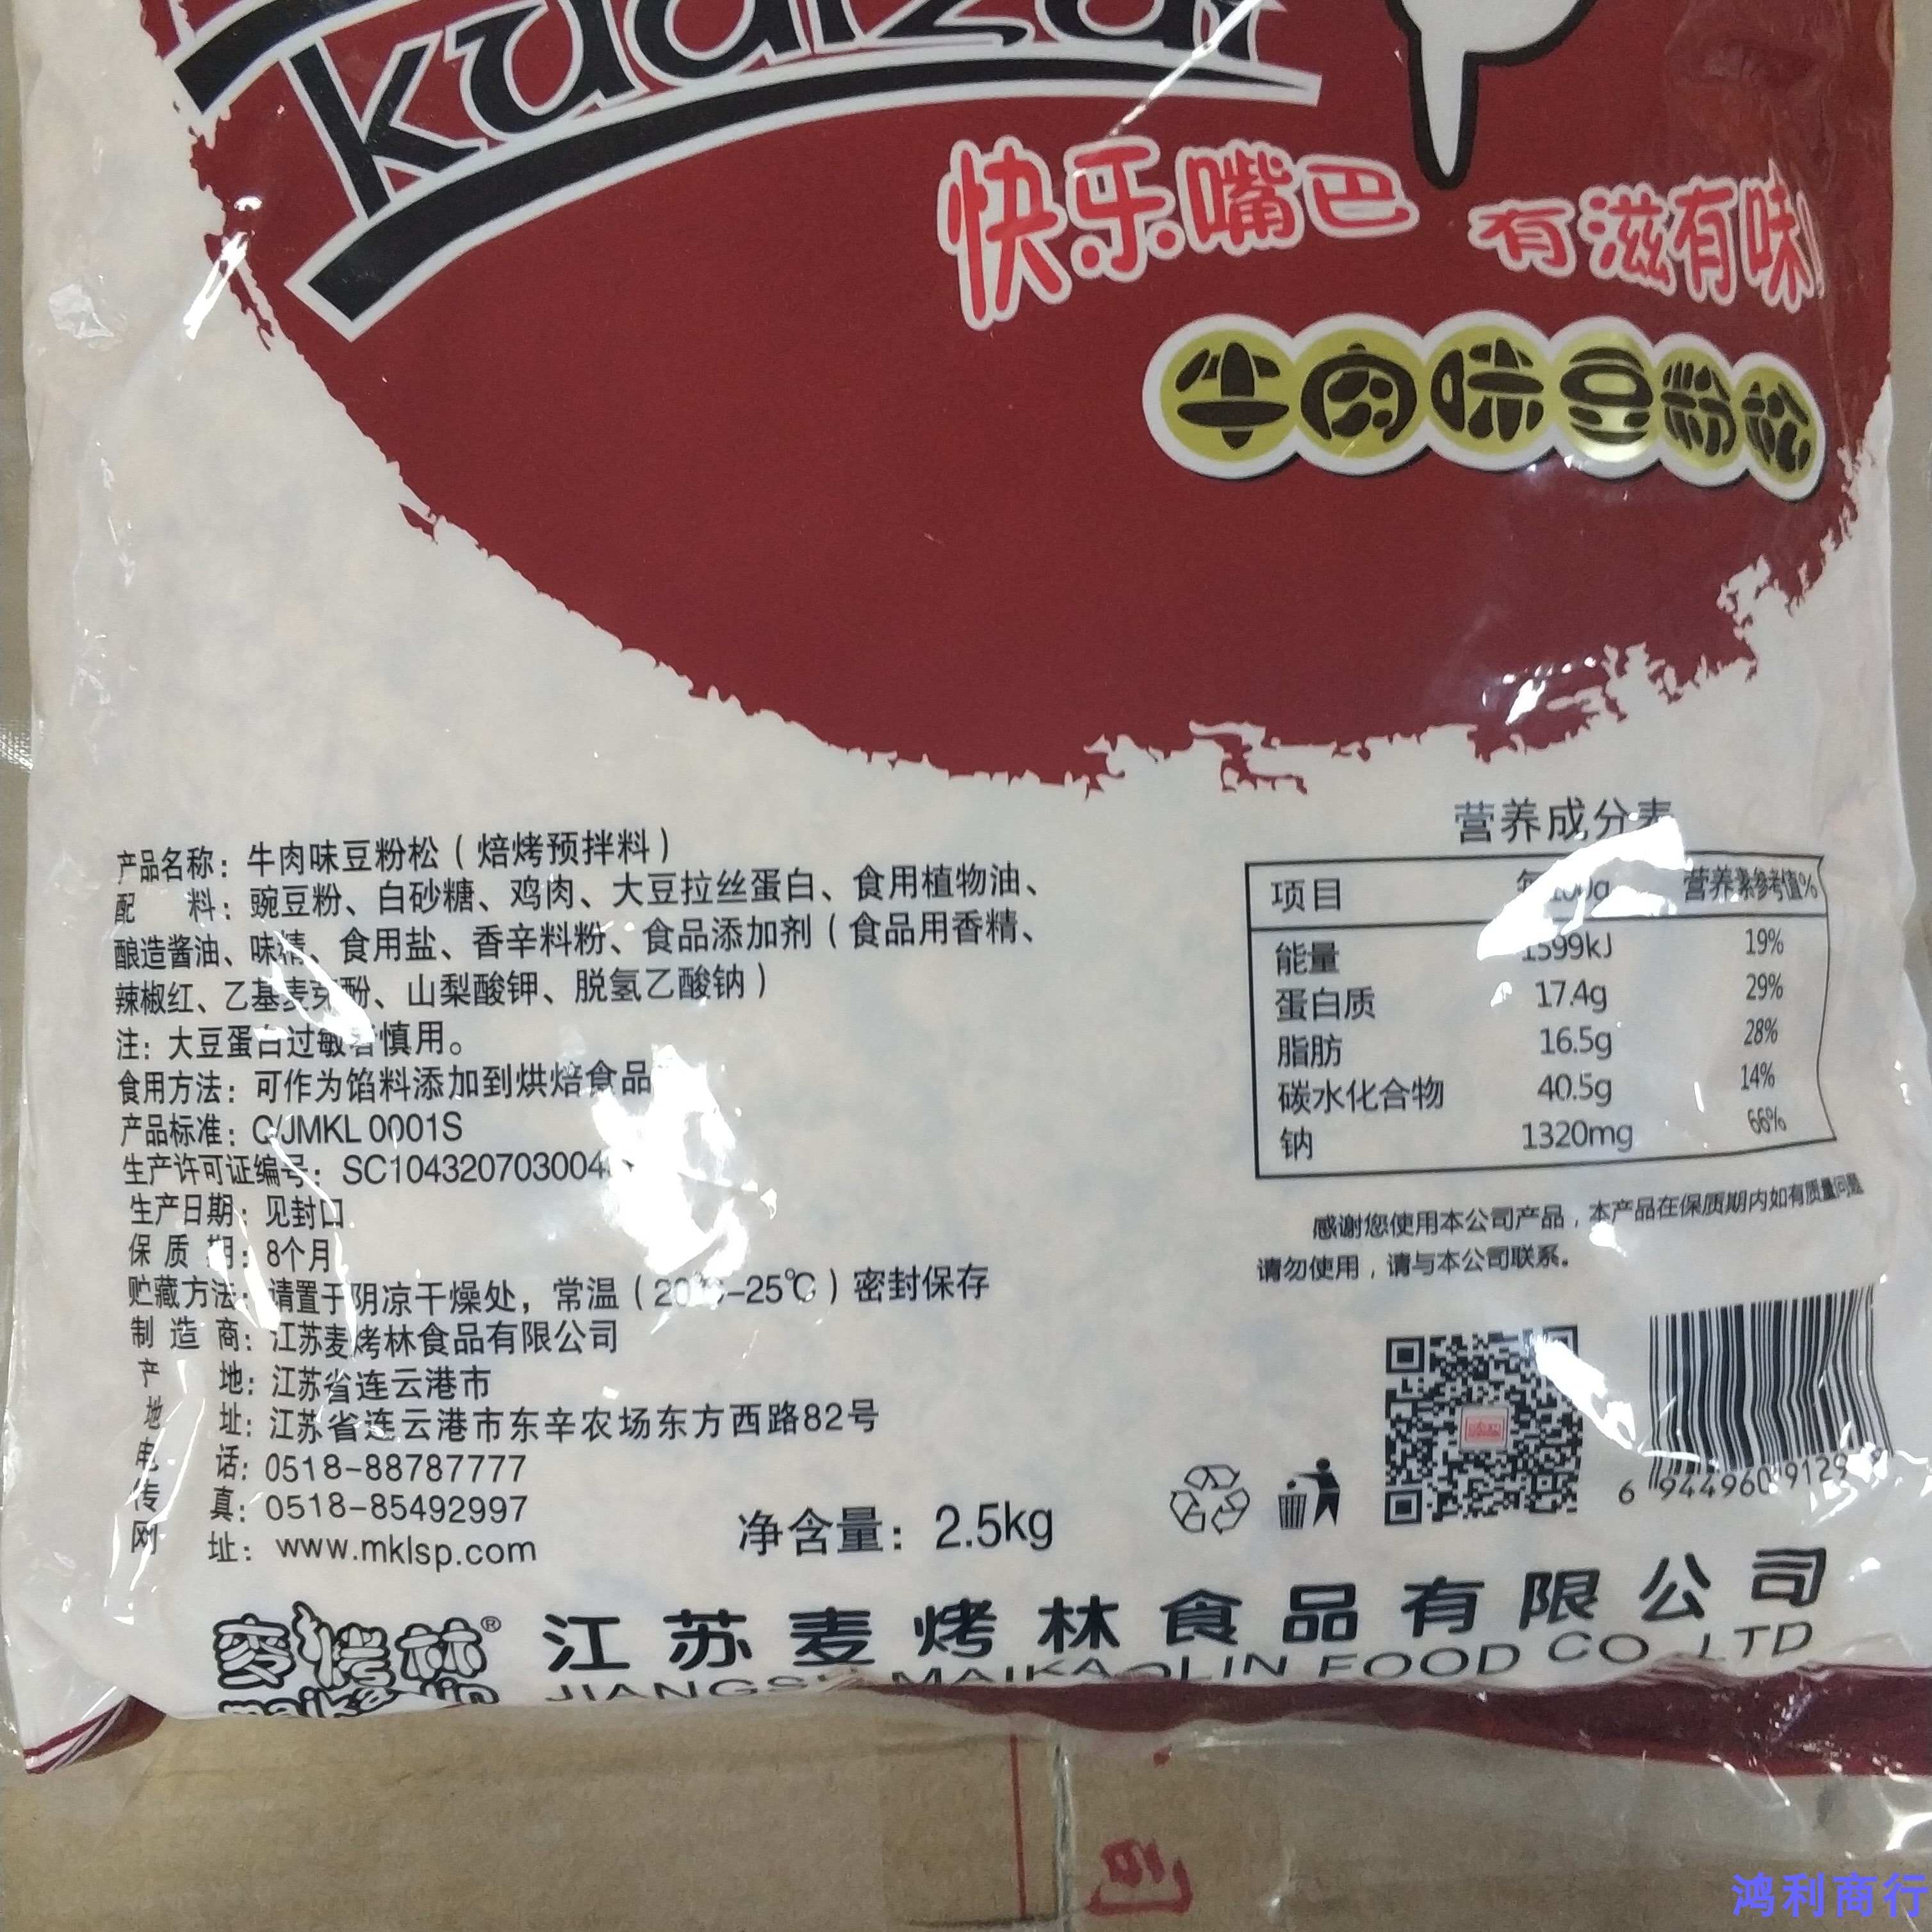 kuaizui
快乐嘴巴 有滋有味!
牛肉味豆粉松
产品名称：牛肉味豆粉松（焙烤预拌料）
配 料：豌豆粉、白砂糖、鸡肉、大豆拉丝蛋白、食用植物油、
酿造酱油、味精、食用盐、香辛料粉、食品添加剂（食品用香精、
辣椒红、乙基麦芽酚、山梨酸钾、脱氢乙酸钠）
注：大豆蛋白过敏者慎用。
食用方法：可作为馅料添加到烘焙食品
产品标准：Q/JMKL 0001S
生产许可证编号：
生产日期：见封口
保 质 期：8个月
贮藏方法：请置于阴凉干燥处，常温（20℃-25℃）密封保存
制 造 商：江苏麦烤林食品有限公司
产 地：江苏省连云港市
地 址：江苏省连云港市东辛农场东方西路82号
电 话：0518-88787777
传 真：0518-85492997
网 址：www.mklsp.com
净含量：2.5kg
营养成分表
项目 每100g 营养素参考值%
能量 1599kJ 19%
蛋白质 17.4g 29%
脂肪 16.5g 28%
碳水化合物 40.5g 14%
钠 1320mg 66%
感谢您使用本公司产品，本产品在保质期内如有质量问题
请勿使用，请与本公司联系。
麦烤林® 江苏麦烤林食品有限公司
maikaolin JIANGSU MAIKAOLIN FOOD CO. LTD
鸿利商行